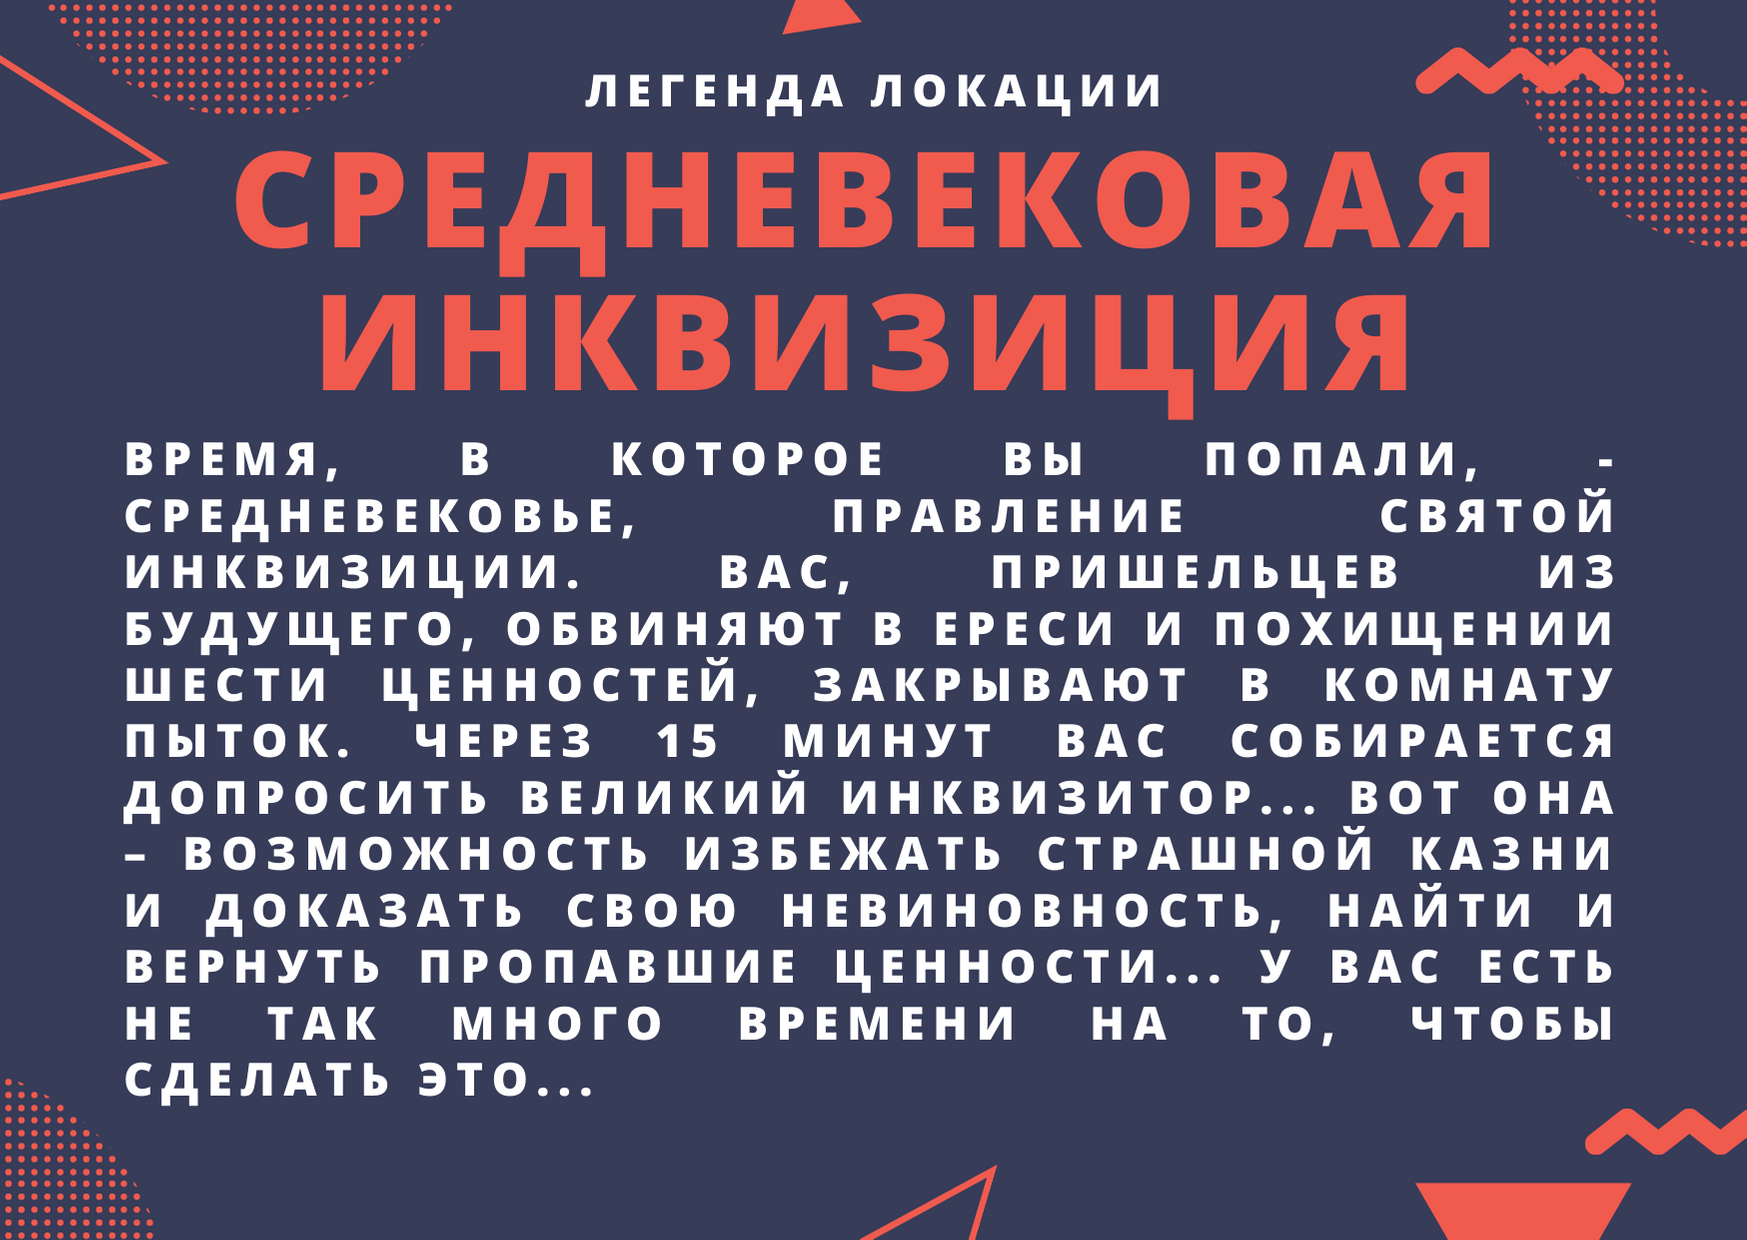 ЛЕГЕНДА ЛОКАЦИИ
СРЕДНЕВЕКОВАЯ
ИНКВИЗИЦИЯ
ВРЕМЯ, В КОТОРОЕ ВЫ ПОПАЛИ, -
СРЕДНЕВЕКОВЬЕ, ПРАВЛЕНИЕ СВЯТОЙ
ИНКВИЗИЦИИ. ВАС, ПРИШЕЛЬЦЕВ ИЗ
БУДУЩЕГО, ОБВИНЯЮТ В ЕРЕСИ И ПОХИЩЕНИИ
ШЕСТИ ЦЕННОСТЕЙ, ЗАКРЫВАЮТ В КОМНАТУ
ПЫТОК. ЧЕРЕЗ 15 МИНУТ ВАС СОБИРАЕТСЯ
ДОПРОСИТЬ ВЕЛИКИЙ ИНКВИЗИТОР... ВОТ ОНА
– ВОЗМОЖНОСТЬ ИЗБЕЖАТЬ СТРАШНОЙ КАЗНИ
И ДОКАЗАТЬ СВОЮ НЕВИНОВНОСТЬ, НАЙТИ И
ВЕРНУТЬ ПРОПАВШИЕ ЦЕННОСТИ... У ВАС ЕСТЬ
НЕ ТАК МНОГО ВРЕМЕНИ НА ТО, ЧТОБЫ
СДЕЛАТЬ ЭТО...